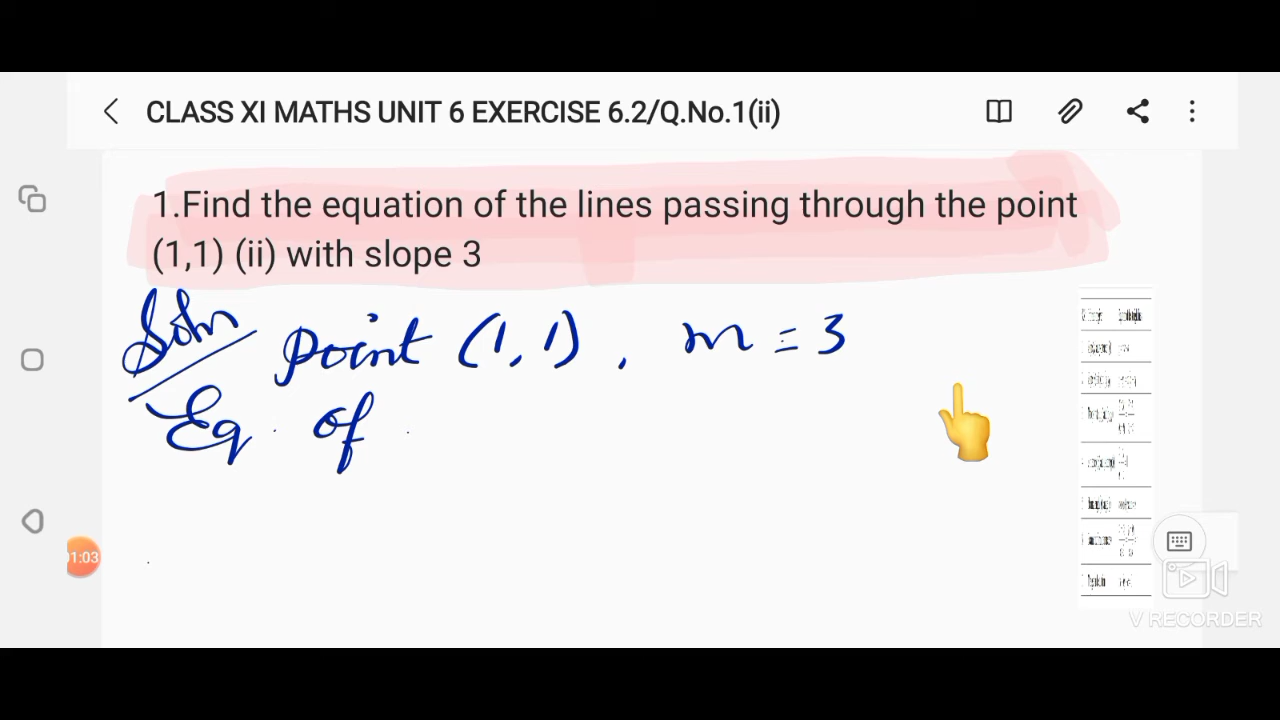 CLASS XI MATHS UNIT 6 EXERCISE 6.2/Q.No.1(ii)
1.Find the equation of the lines passing through the point
(1,1) (ii) with slope 3
Soln
point (1,1), m = 3
Eq. of
1:03
V RECORDER